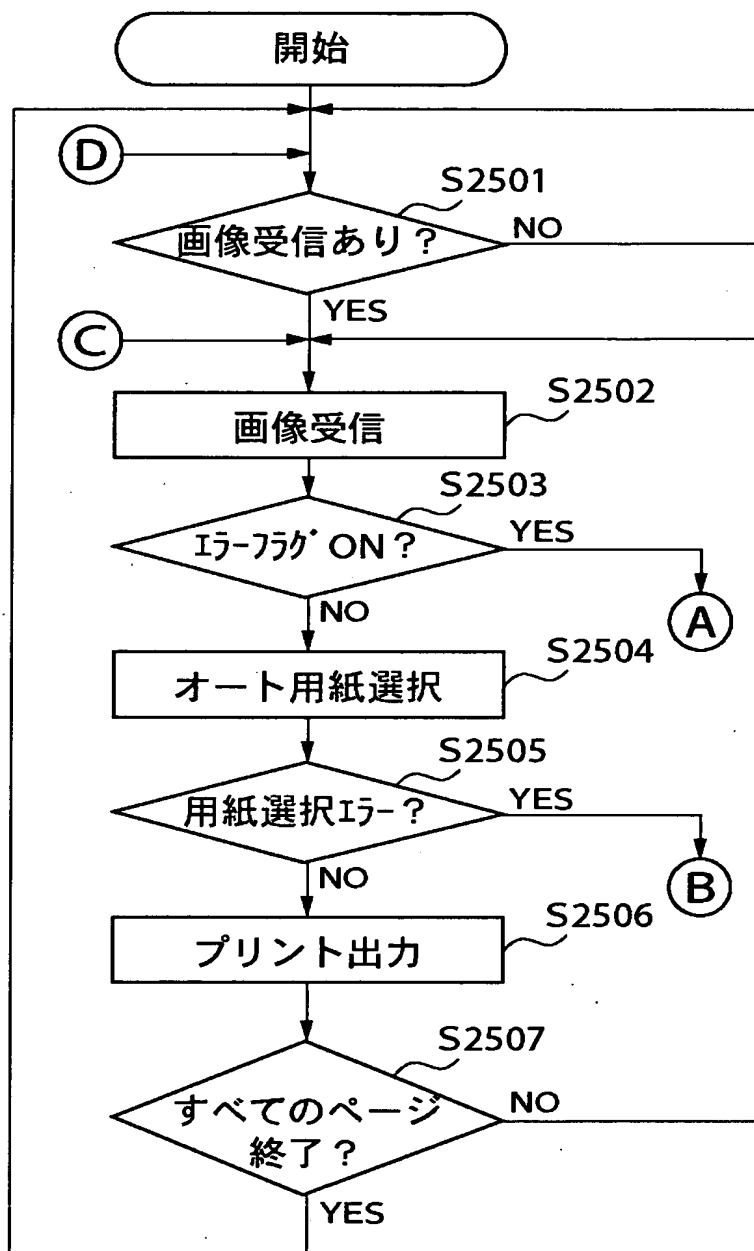 開始
D
S2501
画像受信あり？
NO
YES
C
S2502
画像受信
S2503
ｴﾗｰﾌﾗｸﾞON？
YES
A
NO
S2504
オート用紙選択
S2505
用紙選択ｴﾗｰ？
YES
B
NO
S2506
プリント出力
S2507
すべてのページ
終了？
NO
YES